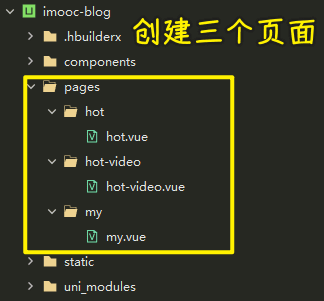 imooc-blog
.hbuilderx
创建三个页面
components
pages
hot
hot.vue
hot-video
hot-video.vue
my
my.vue
static
uni_modules